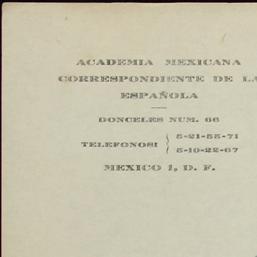 ACADEMIA MEXICANA
CORRESPONDIENTE DE LA
ESPAÑOLA
DONCELES NUM. 66
TELEFONOS: 5-21-55-71
5-10-22-67
MEXICO 1, D. F.